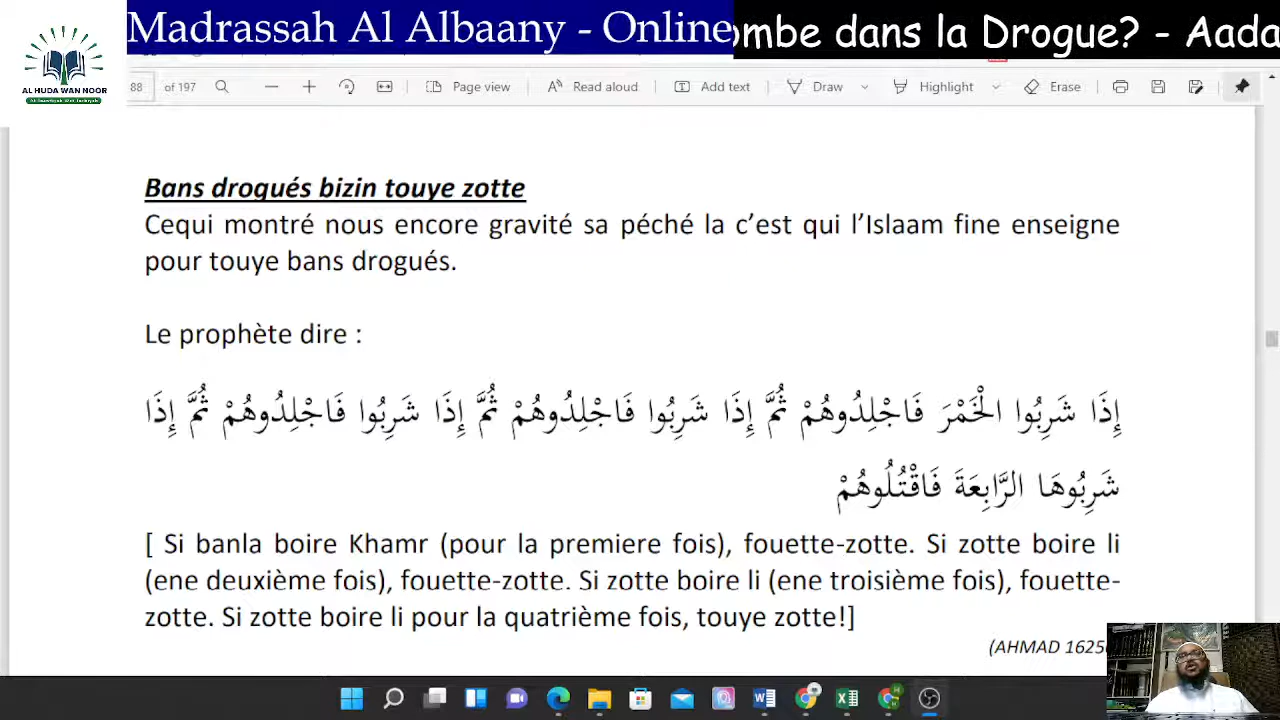 Madrassah Al Albaany - Online
ombe dans la Drogue? - Aada
AL HUDA WAN NOOR
88 of 197 Page view Read aloud Add text Draw Highlight Erase
Bans drogués bizin touye zotte
Cequi montré nous encore gravité sa péché la c’est qui l’Islaam fine enseigne
pour touye bans drogués.
Le prophète dire :
إِذَا شَرِبُوا الْخَمْرَ فَاجْلِدُوهُمْ ثُمَّ إِذَا شَرِبُوا فَاجْلِدُوهُمْ ثُمَّ إِذَا شَرِبُوا فَاجْلِدُوهُمْ ثُمَّ إِذَا
شَرِبُوهَا الرَّابِعَةَ فَاقْتُلُوهُمْ
[ Si banla boire Khamr (pour la premiere fois), fouette-zotte. Si zotte boire li
(ene deuxième fois), fouette-zotte. Si zotte boire li (ene troisième fois), fouette-
zotte. Si zotte boire li pour la quatrième fois, touye zotte!]
(AHMAD 1625